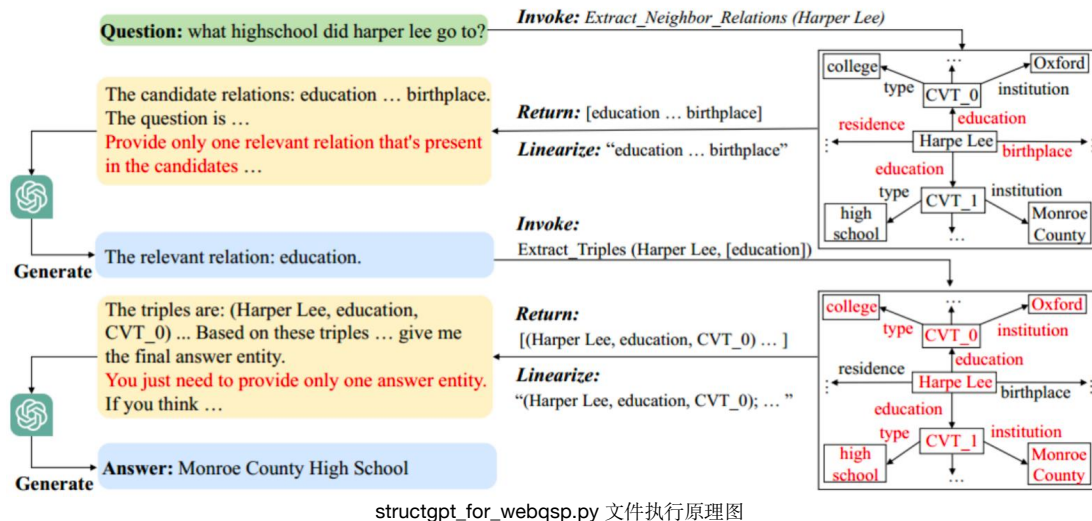 Question: what highschool did harper lee go to?
Invoke: Extract_Neighbor_Relations (Harper Lee)
The candidate relations: education … birthplace.
The question is …
Provide only one relevant relation that's present
in the candidates …
Return: [education … birthplace]
Linearize: “education … birthplace”
…
college
Oxford
type
CVT_0
institution
education
residence
Harpe Lee
birthplace
…
…
education
type
institution
CVT_1
high
school
Monroe
County
…
Generate
The relevant relation: education.
Invoke:
Extract_Triples (Harper Lee, [education])
The triples are: (Harper Lee, education,
CVT_0) ... Based on these triples … give me
the final answer entity.
You just need to provide only one answer entity.
If you think …
Return:
[(Harper Lee, education, CVT_0) … ]
Linearize:
“(Harper Lee, education, CVT_0); … ”
…
college
Oxford
type
CVT_0
institution
education
residence
Harpe Lee
birthplace
…
…
education
type
institution
CVT_1
high
school
Monroe
County
…
Generate
Answer: Monroe County High School
structgpt_for_webqsp.py 文件执行原理图